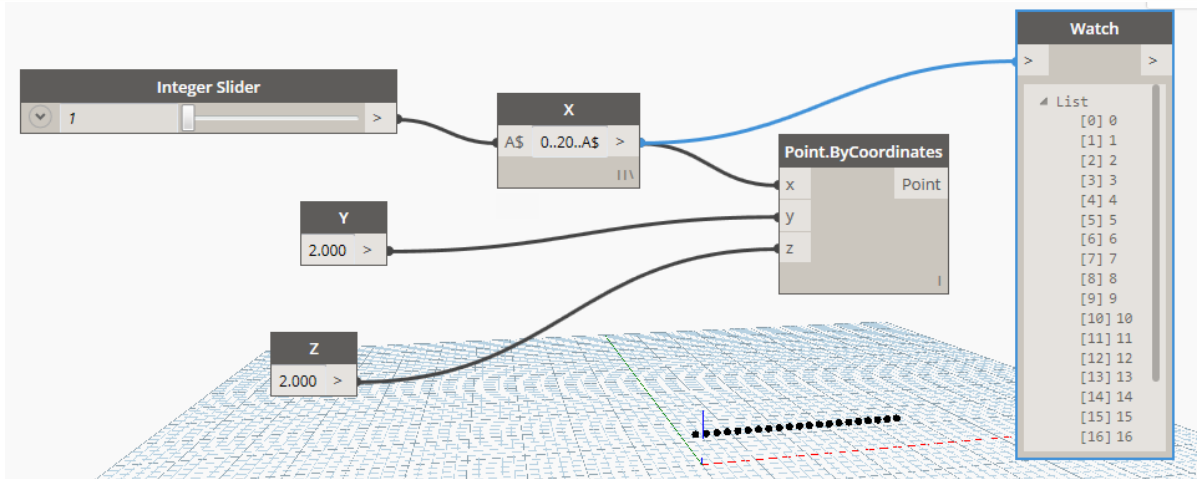 Integer Slider
1 >
X
A$ 0..20..A$ >
Y
2.000 >
Z
2.000 >
Point.ByCoordinates
x Point
y
z
Watch
> >
List
[0] 0
[1] 1
[2] 2
[3] 3
[4] 4
[5] 5
[6] 6
[7] 7
[8] 8
[9] 9
[10] 10
[11] 11
[12] 12
[13] 13
[14] 14
[15] 15
[16] 16